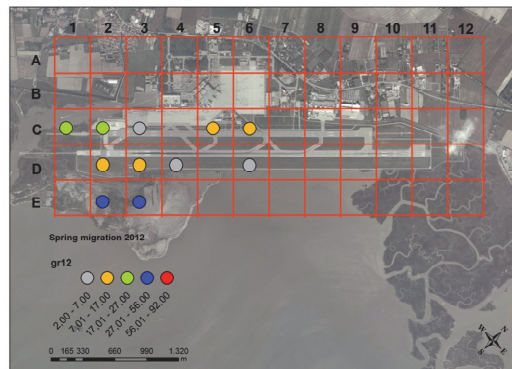 1 2 3 4 5 6 7 8 9 10 11 12
A
B
C
D
E
Spring migration 2012
gr12
2,00 - 7,00
7,01 - 17,00
17,01 - 27,00
27,01 - 56,00
56,01 - 92,00
0 165 330 660 990 1.320
m
N
E
S
W